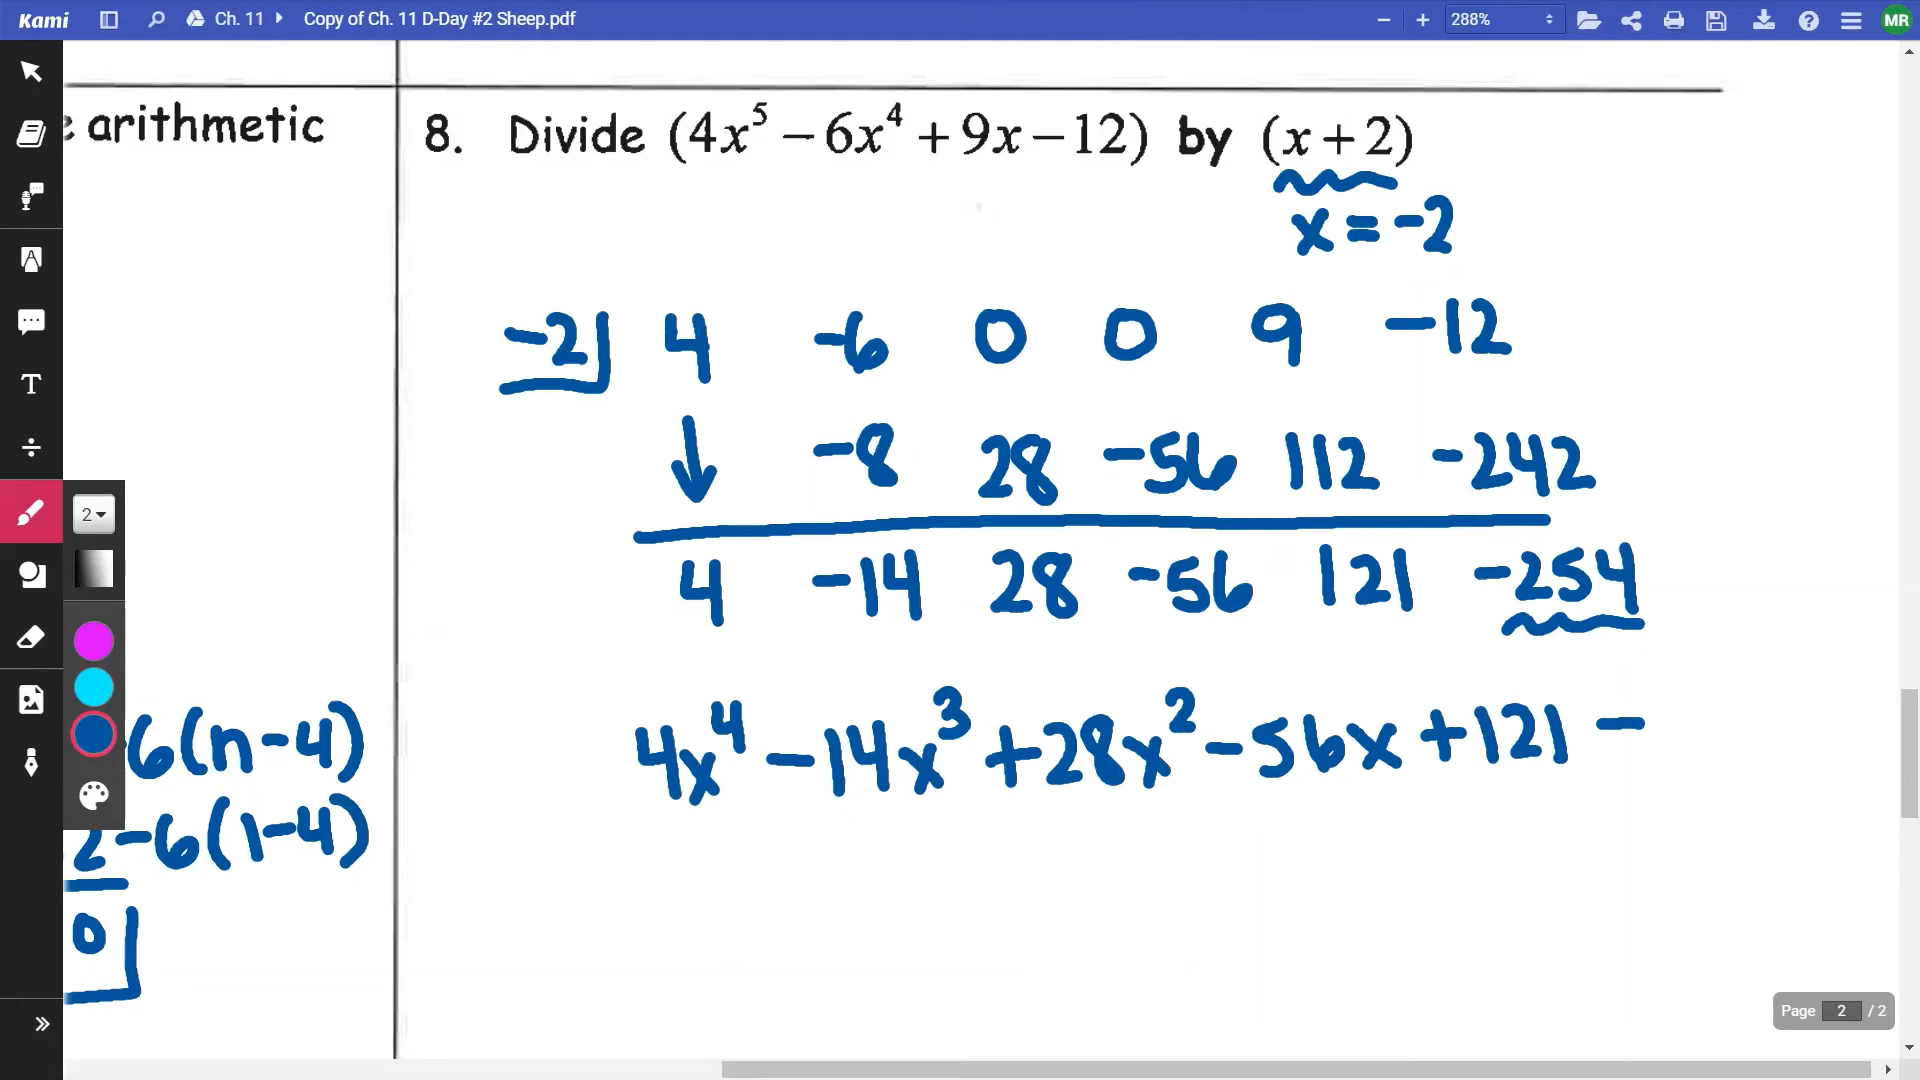 Kami Ch. 11 Copy of Ch. 11 D-Day #2 Sheep.pdf 288% MR
arithmetic
8. Divide (4x⁵ − 6x⁴ + 9x − 12) by (x + 2)
x = -2
-2 4 -6 0 0 9 -12
-8 28 -56 112 -242
4 -14 28 -56 121 -254
4x⁴ - 14x³ + 28x² - 56x + 121 -
2
6(n-4)
2-6(1-4)
0
Page 2 / 2